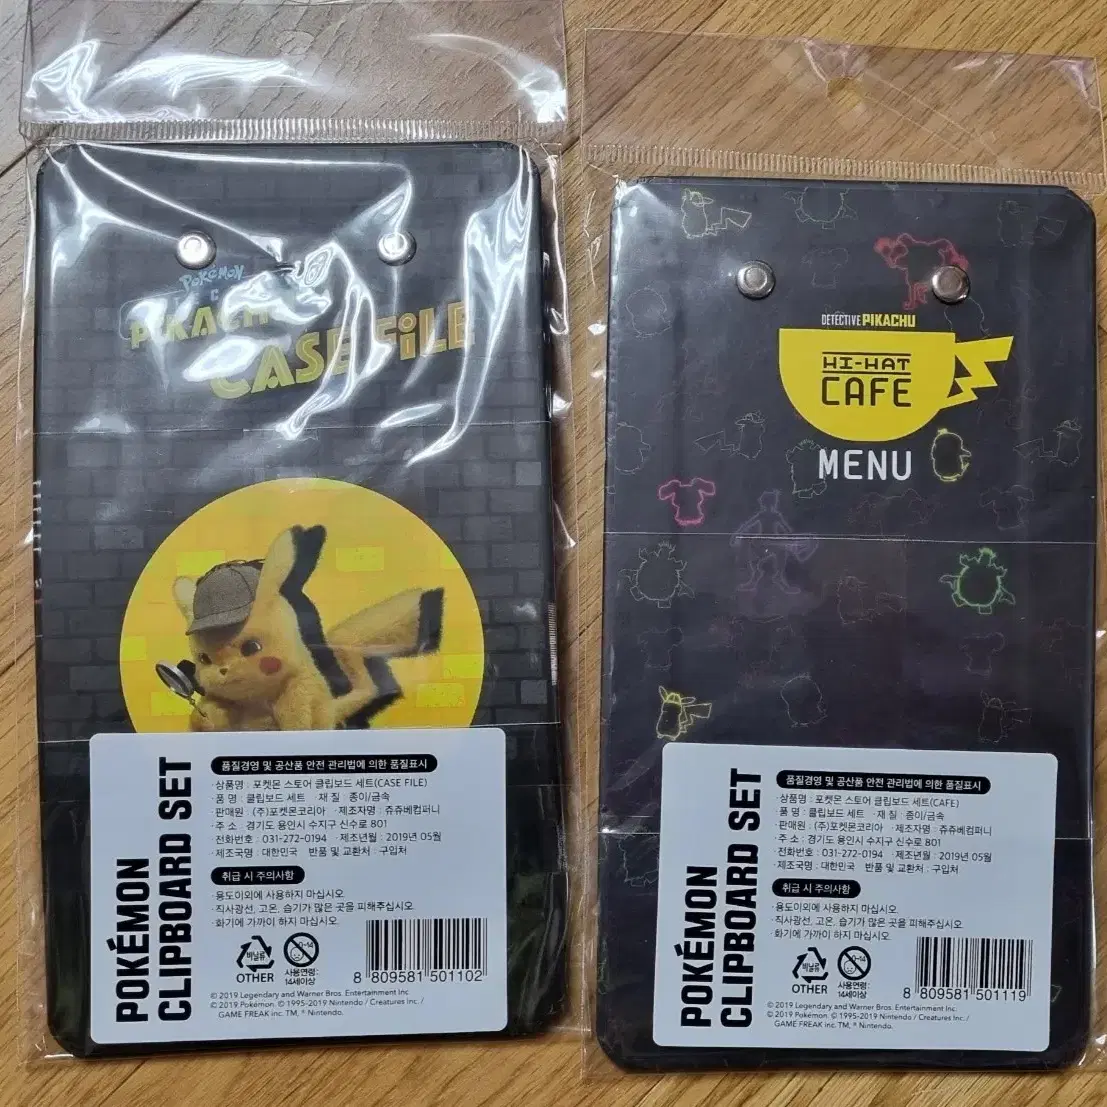 POKéMON
PIKACHU
CASE FiLE
POKÉMON
CLIPBOARD SET
품질경영 및 공산품 안전 관리법에 의한 품질표시
·상품명 : 포켓몬 스토어 클립보드 세트(CASE FILE)
·품 명 : 클립보드 세트 ·재 질 : 종이/금속
·판매원 : (주)포켓몬코리아 ·제조자명 : 쥬쥬베컴퍼니
·주 소 : 경기도 용인시 수지구 신수로 801
·전화번호 : 031-272-0194 ·제조년월 : 2019년 05월
·제조국명 : 대한민국 ·반품 및 교환처 : 구입처
취급 시 주의사항
·용도이외에 사용하지 마십시오.
·직사광선, 고온, 습기가 많은 곳을 피해주십시오.
·화기에 가까이 하지 마십시오.
비닐류
OTHER
0-14
사용연령:
14세이상
8 809581 501102
© 2019 Legendary and Warner Bros. Entertainment Inc.
© 2019 Pokémon. © 1995-2019 Nintendo / Creatures Inc. /
GAME FREAK inc. TM, ® Nintendo.
DETECTIVE PIKACHU
HI-HAT
CAFE
MENU
POKÉMON
CLIPBOARD SET
품질경영 및 공산품 안전 관리법에 의한 품질표시
·상품명 : 포켓몬 스토어 클립보드 세트(CAFE)
·품 명 : 클립보드 세트 ·재 질 : 종이/금속
·판매원 : (주)포켓몬코리아 ·제조자명 : 쥬쥬베컴퍼니
·주 소 : 경기도 용인시 수지구 신수로 801
·전화번호 : 031-272-0194 ·제조년월 : 2019년 05월
·제조국명 : 대한민국 ·반품 및 교환처 : 구입처
취급 시 주의사항
·용도이외에 사용하지 마십시오.
·직사광선, 고온, 습기가 많은 곳을 피해주십시오.
·화기에 가까이 하지 마십시오.
비닐류
OTHER
0-14
사용연령:
14세이상
8 809581 501119
© 2019 Legendary and Warner Bros. Entertainment Inc.
© 2019 Pokémon. © 1995-2019 Nintendo / Creatures Inc. /
GAME FREAK inc. TM, ® Nintendo.